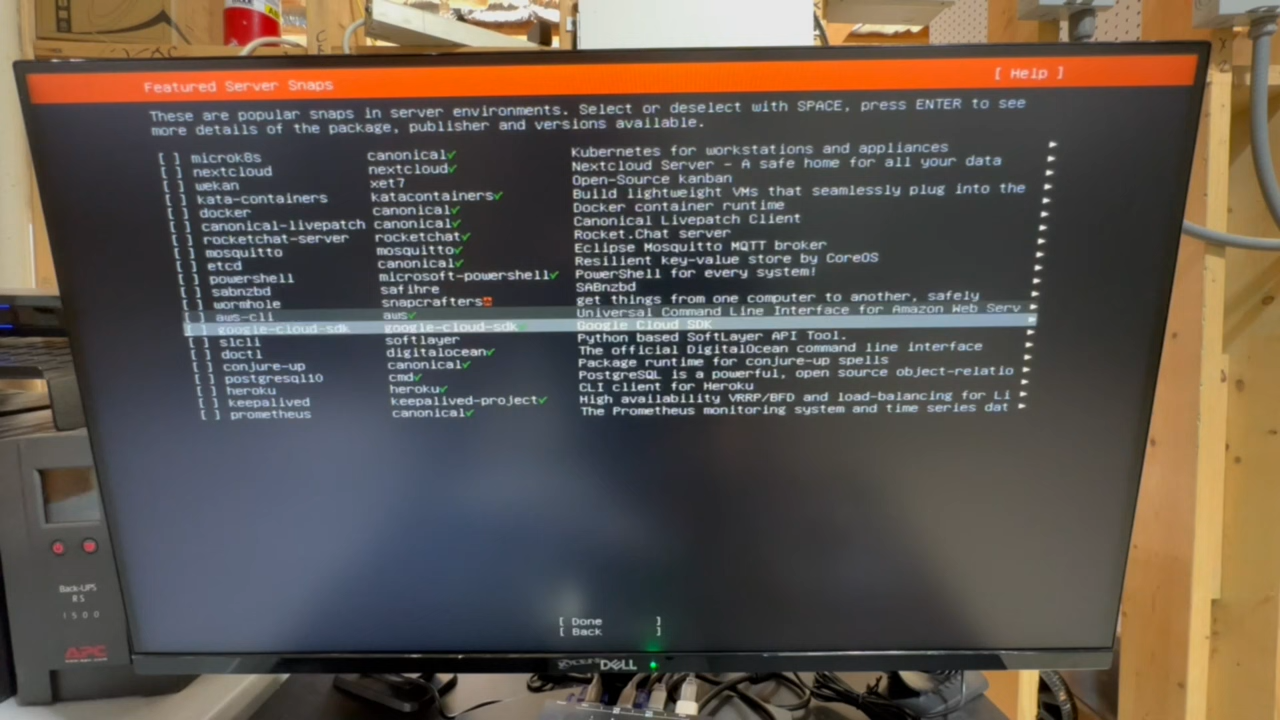 Featured Server Snaps [ Help ]
These are popular snaps in server environments. Select or deselect with SPACE, press ENTER to see
more details of the package, publisher and versions available.
[ ] microk8s canonical✓ Kubernetes for workstations and appliances ►
[ ] nextcloud nextcloud✓ Nextcloud Server - A safe home for all your data ►
[ ] wekan xet7 Open-Source kanban ►
[ ] kata-containers katacontainers✓ Build lightweight VMs that seamlessly plug into the ►
[ ] docker canonical✓ Docker container runtime ►
[ ] canonical-livepatch canonical✓ Canonical Livepatch Client ►
[ ] rocketchat-server rocketchat✓ Rocket.Chat server ►
[ ] mosquitto mosquitto✓ Eclipse Mosquitto MQTT broker ►
[ ] etcd canonical✓ Resilient key-value store by CoreOS ►
[ ] powershell microsoft-powershell✓ PowerShell for every system! ►
[ ] sabnzbd safihre SABnzbd ►
[ ] wormhole snapcrafters get things from one computer to another, safely ►
[ ] aws-cli aws✓ Universal Command Line Interface for Amazon Web Serv ►
[ ] google-cloud-sdk google-cloud-sdk✓ Google Cloud SDK ►
[ ] slcli softlayer Python based SoftLayer API Tool. ►
[ ] doctl digitalocean✓ The official DigitalOcean command line interface ►
[ ] conjure-up canonical✓ Package runtime for conjure-up spells ►
[ ] postgresql10 cmd✓ PostgreSQL is a powerful, open source object-relatio ►
[ ] heroku heroku✓ CLI client for Heroku ►
[ ] keepalived keepalived-project✓ High availability VRRP/BFD and load-balancing for Li ►
[ ] prometheus canonical✓ The Prometheus monitoring system and time series dat ►
[ Done ]
[ Back ]
DELL
Back-UPS
RS
1500
APC